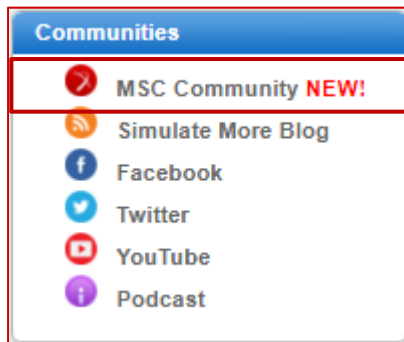 Communities
MSC Community NEW!
Simulate More Blog
Facebook
Twitter
YouTube
Podcast